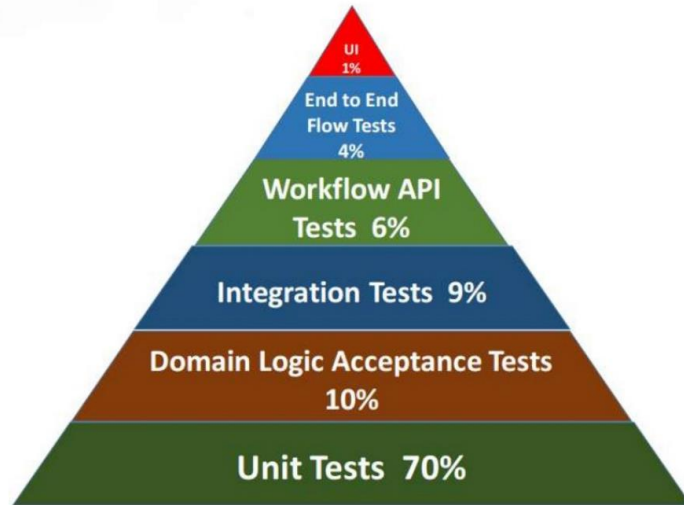 UI
1%
End to End
Flow Tests
4%
Workflow API
Tests 6%
Integration Tests 9%
Domain Logic Acceptance Tests
10%
Unit Tests 70%